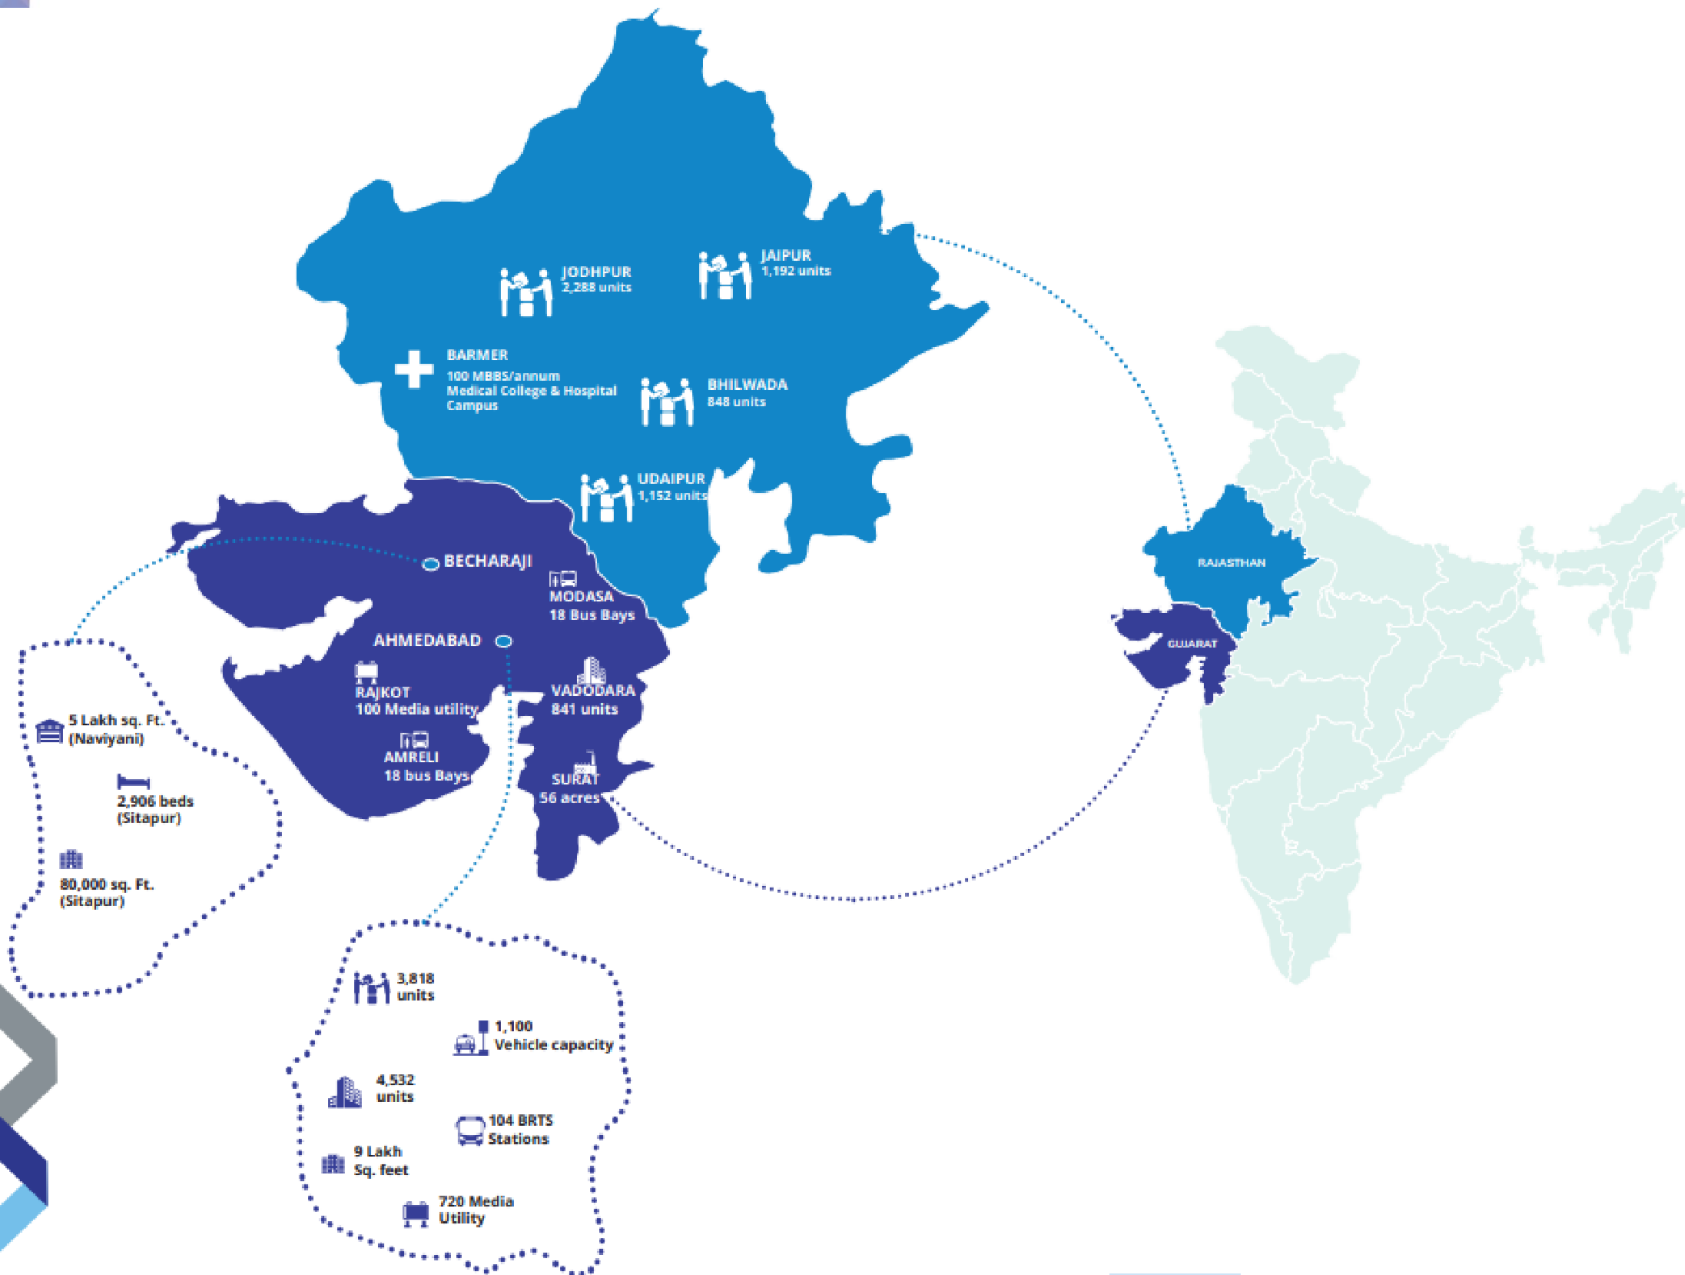 JAIPUR
1,192 units
JODHPUR
2,288 units
BARMER
100 MBBS/annum
Medical College & Hospital
Campus
BHILWADA
848 units
UDAIPUR
1,152 units
BECHARAJI
MODASA
18 Bus Bays
AHMEDABAD
RAJKOT
100 Media utility
VADODARA
841 units
AMRELI
18 bus Bays
SURAT
56 acres
RAJASTHAN
GUJARAT
5 Lakh sq. Ft.
(Naviyani)
2,906 beds
(Sitapur)
80,000 sq. Ft.
(Sitapur)
3,818
units
1,100
Vehicle capacity
4,532
units
104 BRTS
Stations
9 Lakh
Sq. feet
720 Media
Utility